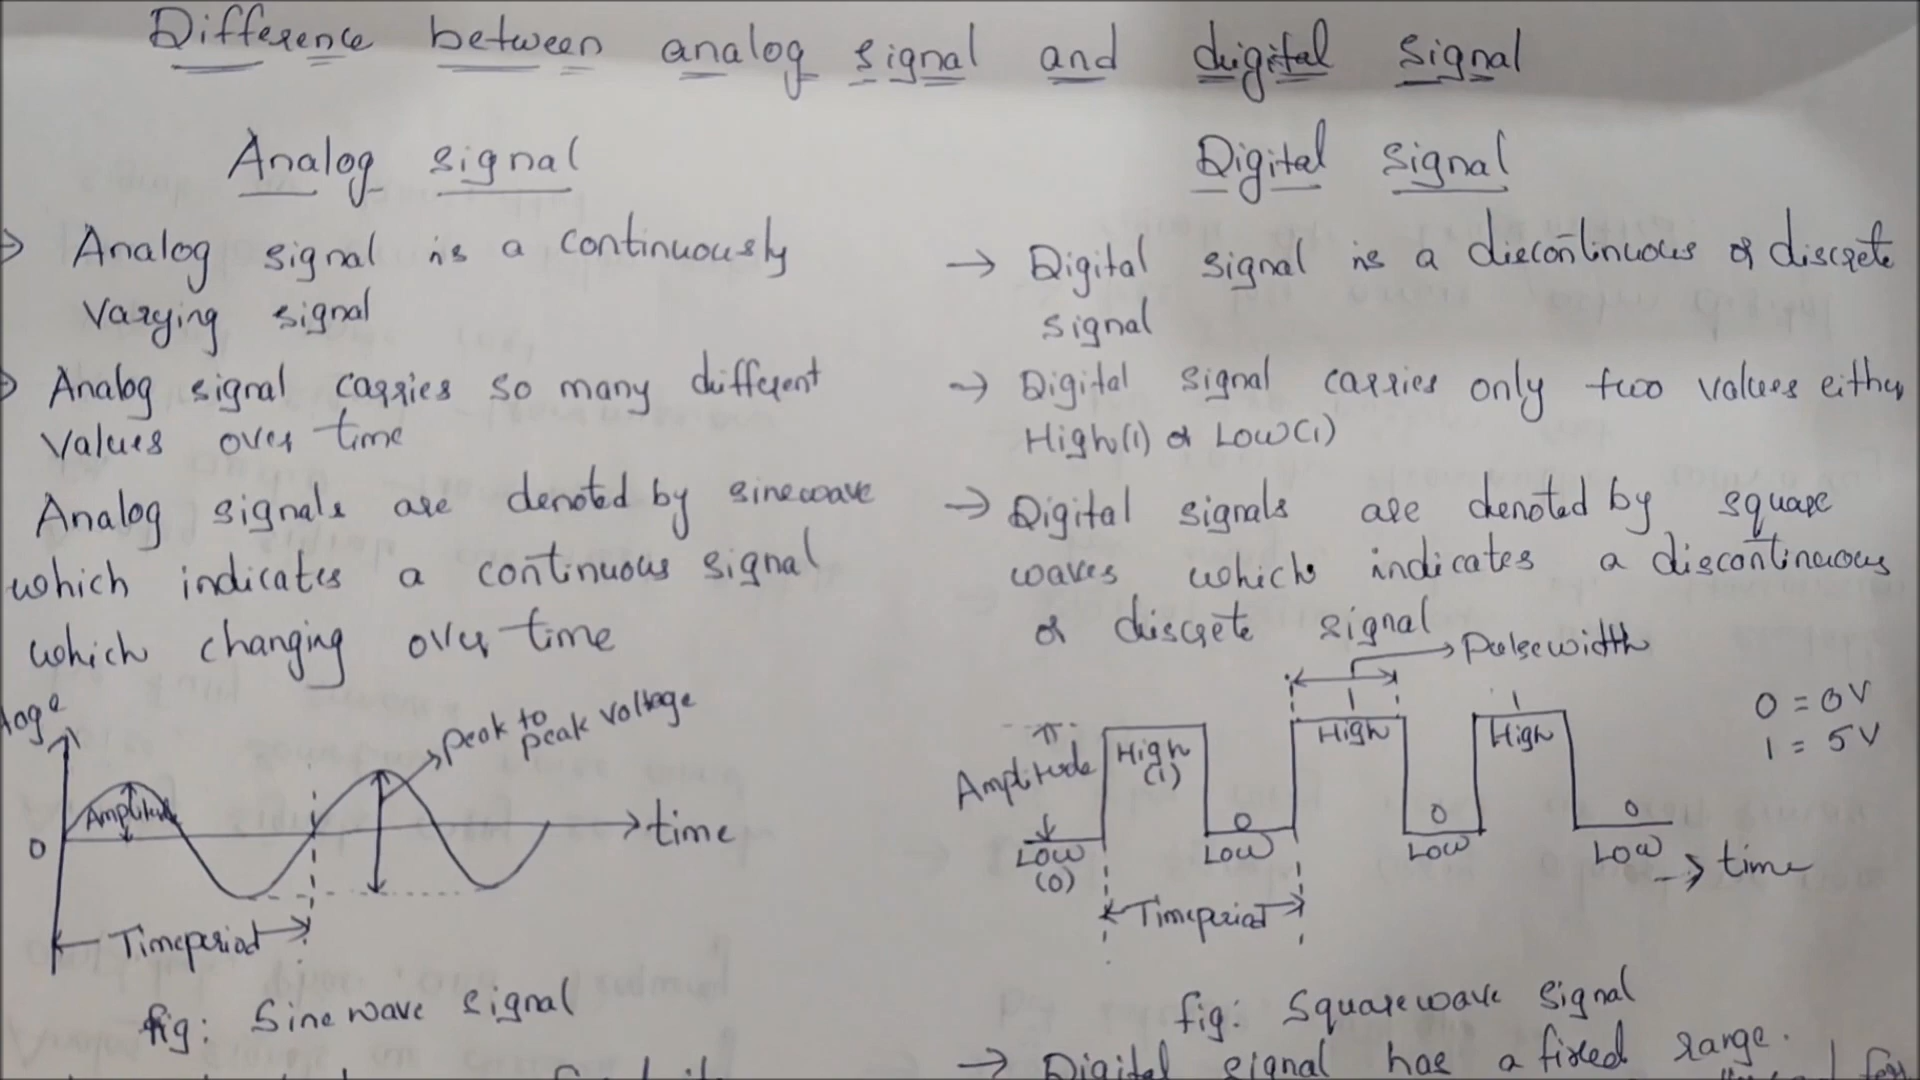 Difference between analog signal and digital signal
Analog signal
→ Analog signal is a continuously
varying signal
→ Analog signal carries so many different
values over time
Analog signals are denoted by sinewave
which indicates a continuous signal
which changing over time
peak to
peak voltage
Amplitude
0
time
Timeperiod
fig: Sine wave signal
Digital signal
→ Digital signal is a discontinuous or discrete
signal
→ Digital signal carries only two values either
High(1) or Low(1)
→ Digital signals are denoted by square
waves which indicates a discontinuous
or discrete signal
Pulse width
0 = 0V
1 = 5V
1
1
High
(1)
High
High
Amplitude
0
0
0
Low
(0)
Low
Low
Low
time
Timeperiod
fig: Squarewave signal
→ Digital signal has a fixed range.